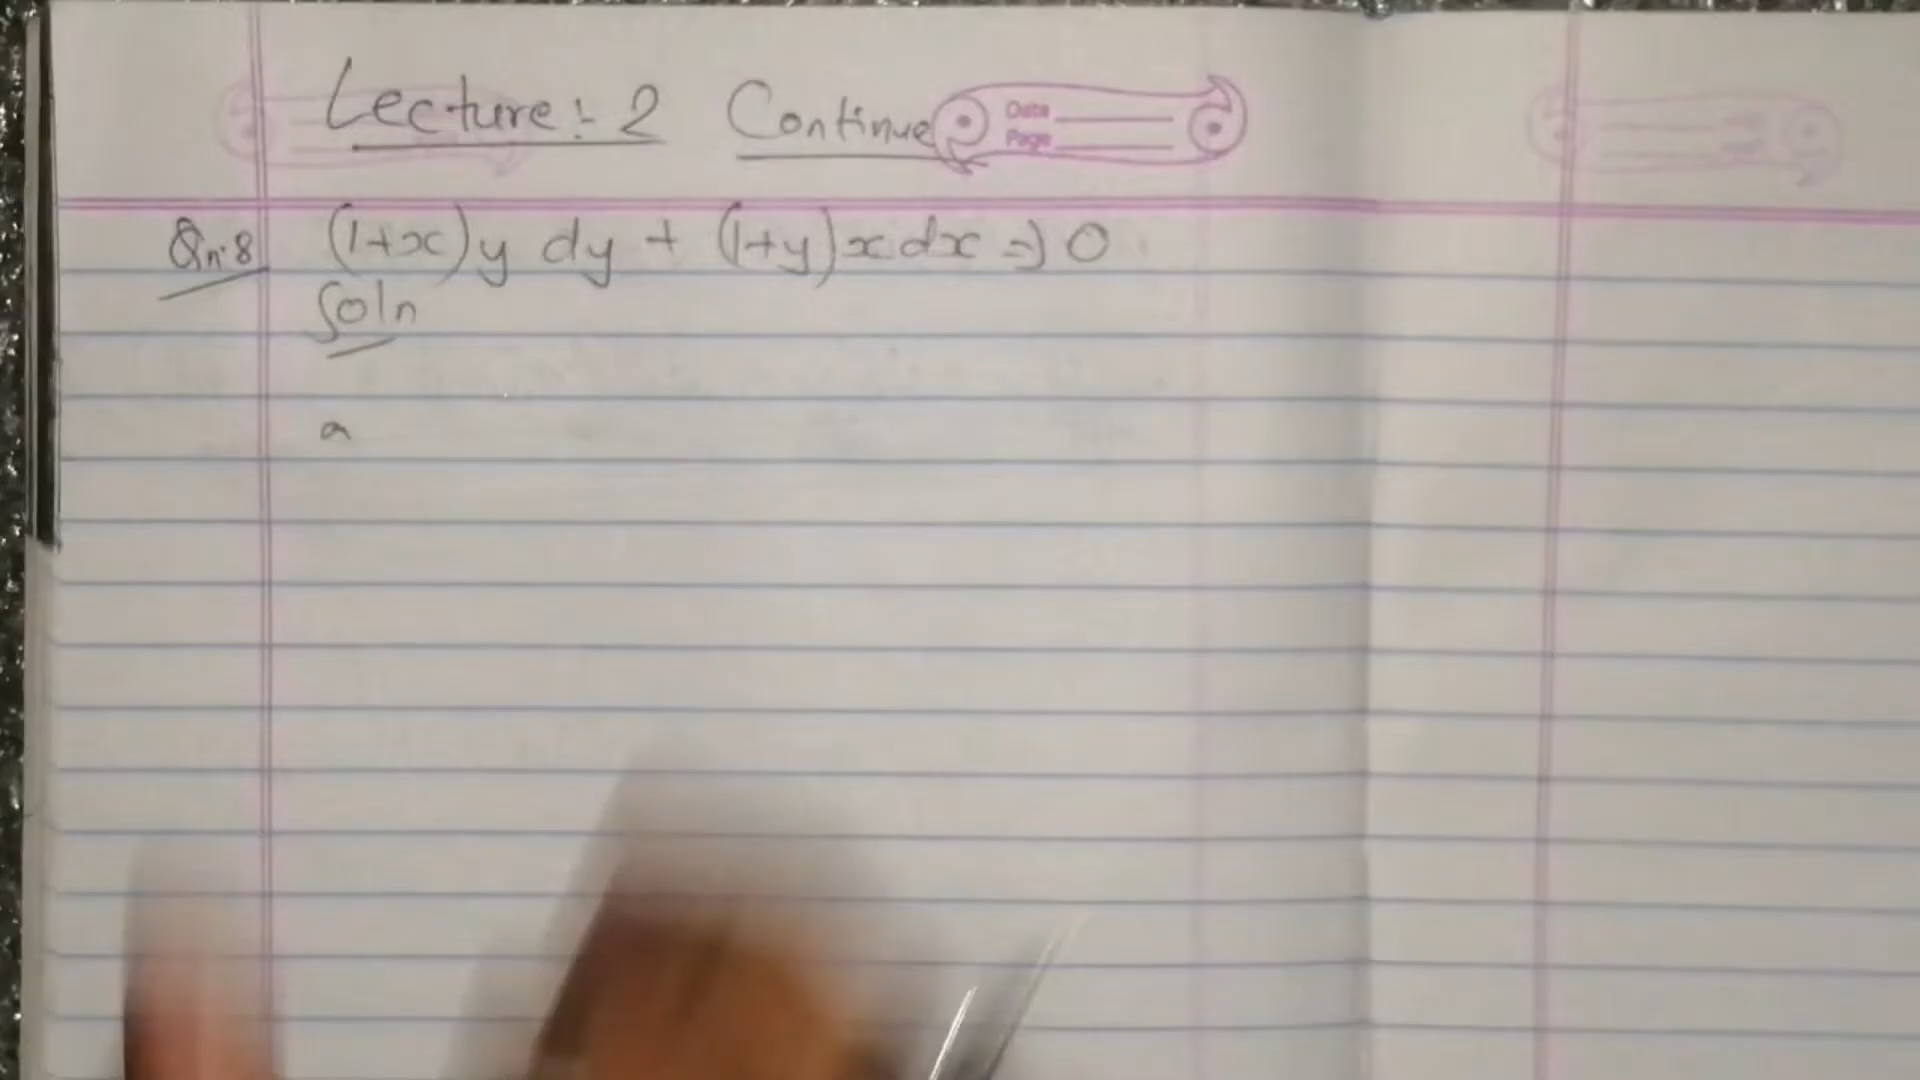 Lecture:- 2 Continue
Date
Page
Qn.8 (1+x)y dy + (1+y)x dx => 0
Soln
a